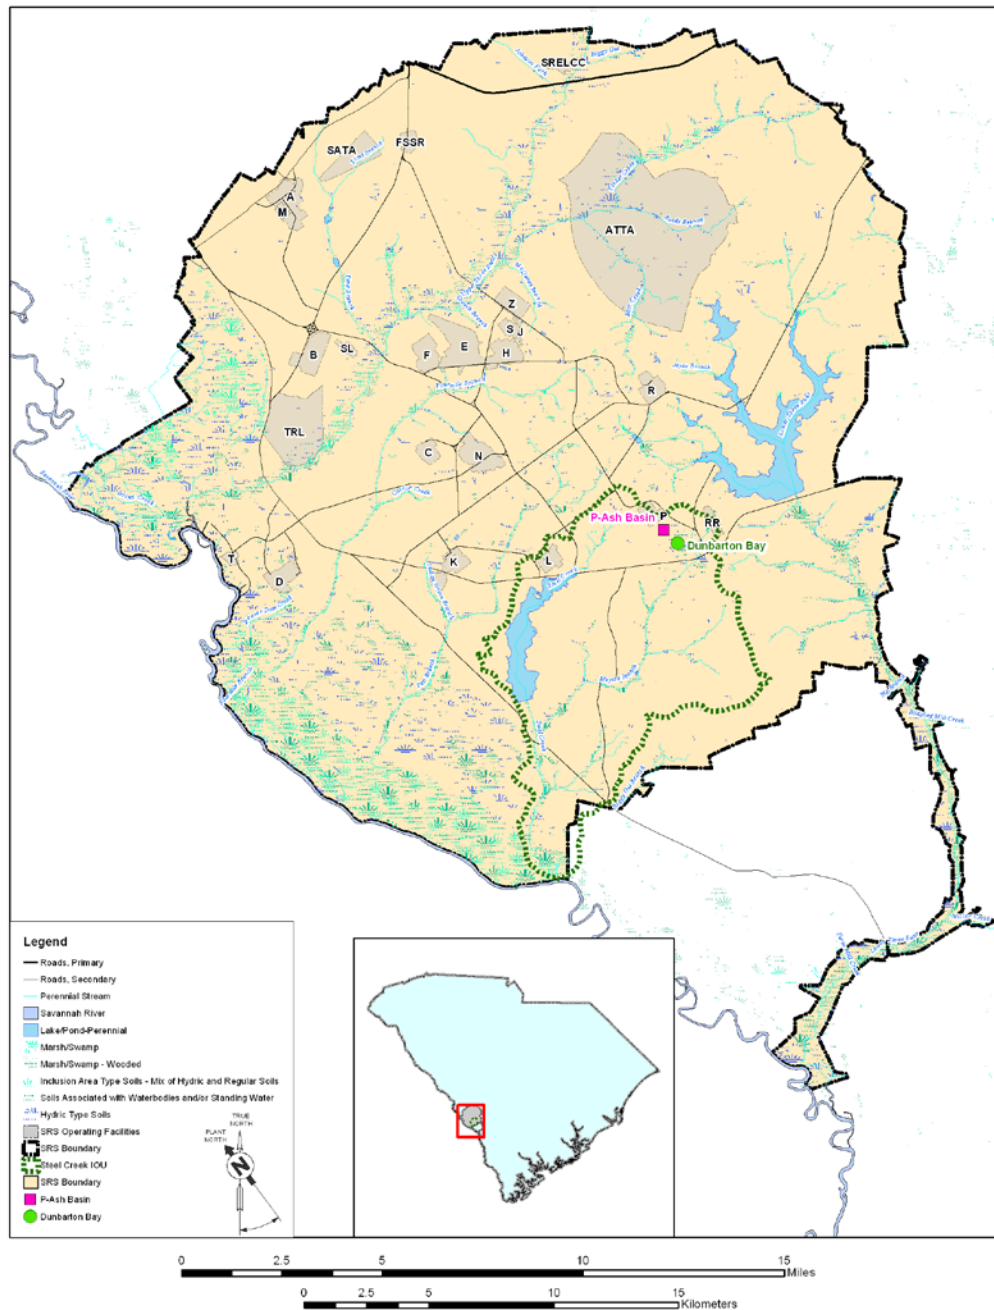 SRELCC
SATA
FSSR
A
M
ATTA
Z
S
J
B
SL
F
E
H
R
TRL
C
N
P
P-Ash Basin
RR
Dunbarton Bay
T
D
K
L
Legend
Roads, Primary
Roads, Secondary
Perennial Stream
Savannah River
Lake/Pond-Perennial
Marsh/Swamp
Marsh/Swamp - Wooded
Inclusion Area Type Soils - Mix of Hydric and Regular Soils
Soils Associated with Waterbodies and/or Standing Water
Hydric Type Soils
SRS Operating Facilities
SRS Boundary
Steel Creek IOU
SRS Boundary
P-Ash Basin
Dunbarton Bay
TRUE
NORTH
PLANT
NORTH
N
0 2.5 5 10 15
Miles
0 2.5 5 10 15
Kilometers